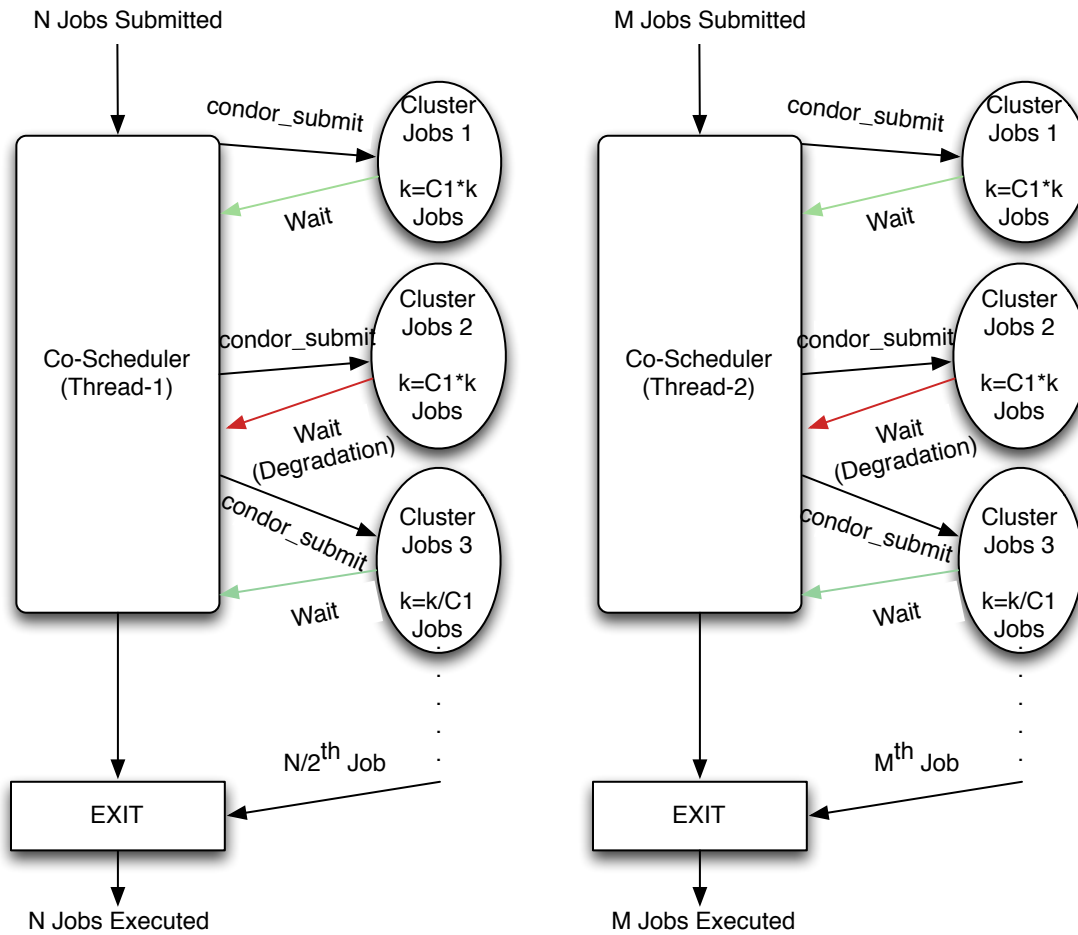 N Jobs Submitted
condor_submit
Cluster
Jobs 1
k=C1*k
Jobs
Wait
Co-Scheduler
(Thread-1)
condor_submit
Cluster
Jobs 2
k=C1*k
Jobs
Wait
(Degradation)
condor_submit
Cluster
Jobs 3
k=k/C1
Jobs
Wait
N/2th Job
EXIT
N Jobs Executed
M Jobs Submitted
condor_submit
Cluster
Jobs 1
k=C1*k
Jobs
Wait
Co-Scheduler
(Thread-2)
condor_submit
Cluster
Jobs 2
k=C1*k
Jobs
Wait
(Degradation)
condor_submit
Cluster
Jobs 3
k=k/C1
Jobs
Wait
Mth Job
EXIT
M Jobs Executed